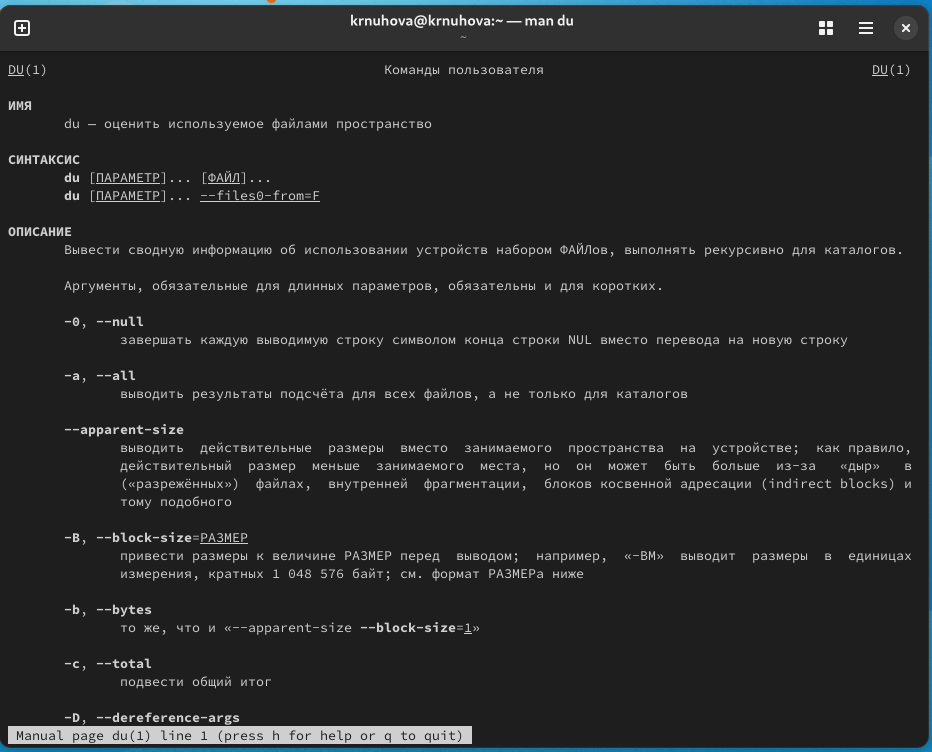 krnuhova@krnuhova:~ — man du
~
DU(1) Команды пользователя DU(1)
ИМЯ
du — оценить используемое файлами пространство
СИНТАКСИС
du [ПАРАМЕТР]... [ФАЙЛ]...
du [ПАРАМЕТР]... --files0-from=F
ОПИСАНИЕ
Вывести сводную информацию об использовании устройств набором ФАЙЛов, выполнять рекурсивно для каталогов.
Аргументы, обязательные для длинных параметров, обязательны и для коротких.
-0, --null
завершать каждую выводимую строку символом конца строки NUL вместо перевода на новую строку
-a, --all
выводить результаты подсчёта для всех файлов, а не только для каталогов
--apparent-size
выводить действительные размеры вместо занимаемого пространства на устройстве; как правило,
действительный размер меньше занимаемого места, но он может быть больше из-за «дыр» в
(«разрежённых») файлах, внутренней фрагментации, блоков косвенной адресации (indirect blocks) и
тому подобного
-B, --block-size=РАЗМЕР
привести размеры к величине РАЗМЕР перед выводом; например, «-BM» выводит размеры в единицах
измерения, кратных 1 048 576 байт; см. формат РАЗМЕРа ниже
-b, --bytes
то же, что и «--apparent-size --block-size=1»
-c, --total
подвести общий итог
-D, --dereference-args
Manual page du(1) line 1 (press h for help or q to quit)